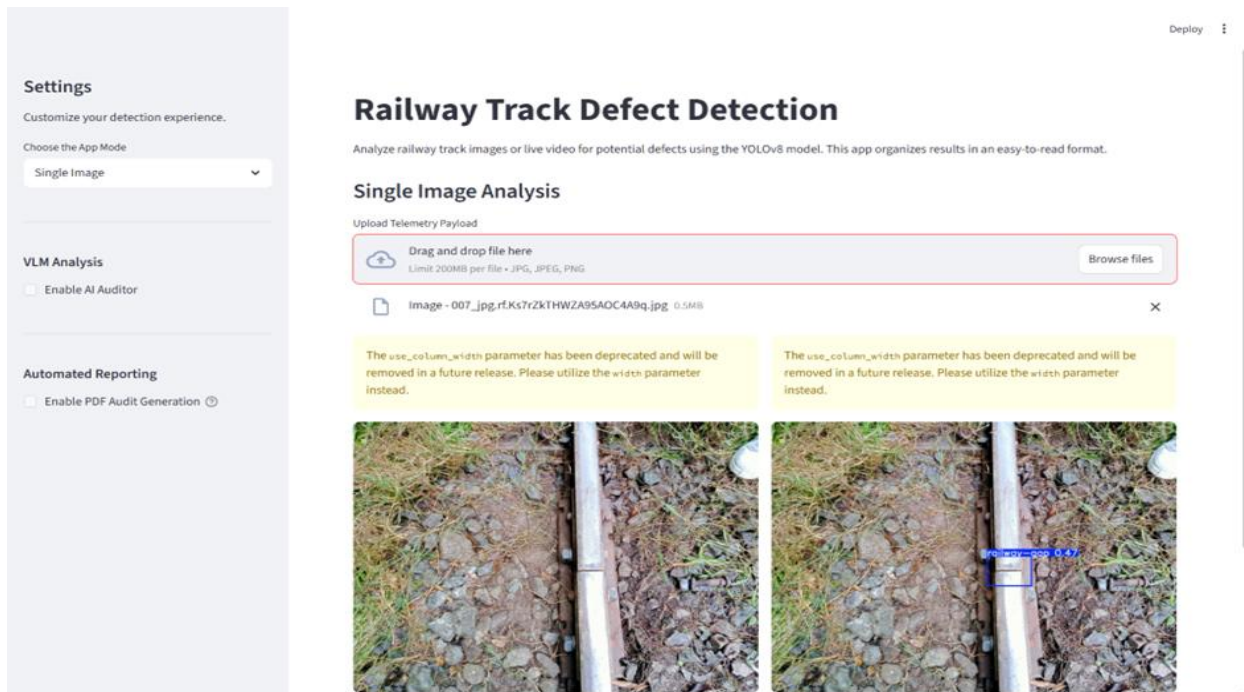 Deploy
Settings
Customize your detection experience.
Choose the App Mode
Single Image
VLM Analysis
Enable AI Auditor
Automated Reporting
Enable PDF Audit Generation
Railway Track Defect Detection
Analyze railway track images or live video for potential defects using the YOLOv8 model. This app organizes results in an easy-to-read format.
Single Image Analysis
Upload Telemetry Payload
Drag and drop file here
Limit 200MB per file • JPG, JPEG, PNG
Browse files
Image - 007_jpg.rf.Ks7rZkTHWZA95AOC4A9q.jpg 0.5MB
The use_column_width parameter has been deprecated and will be
removed in a future release. Please utilize the width parameter
instead.
The use_column_width parameter has been deprecated and will be
removed in a future release. Please utilize the width parameter
instead.
railway-gap 0.47